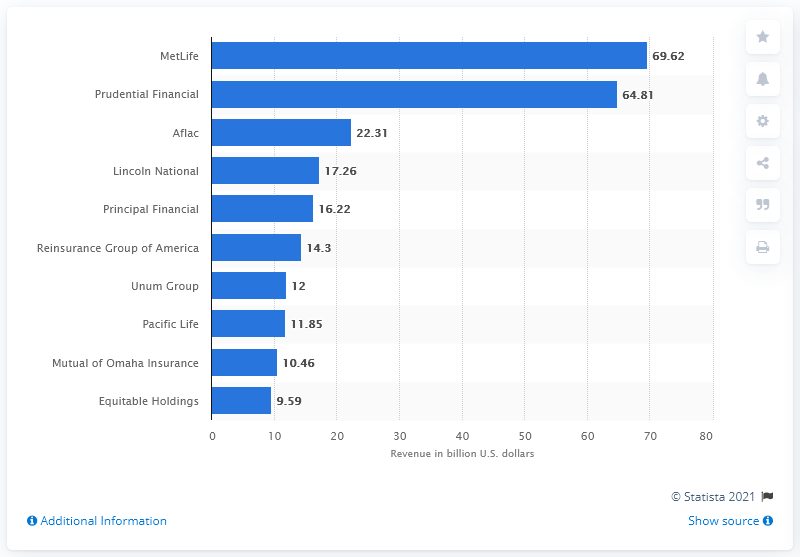 MetLife 69.62
Prudential Financial 64.81
Aflac 22.31
Lincoln National 17.26
Principal Financial 16.22
Reinsurance Group of America 14.3
Unum Group 12
Pacific Life 11.85
Mutual of Omaha Insurance 10.46
Equitable Holdings 9.59
0 10 20 30 40 50 60 70 80
Revenue in billion U.S. dollars
© Statista 2021
Additional Information
Show source